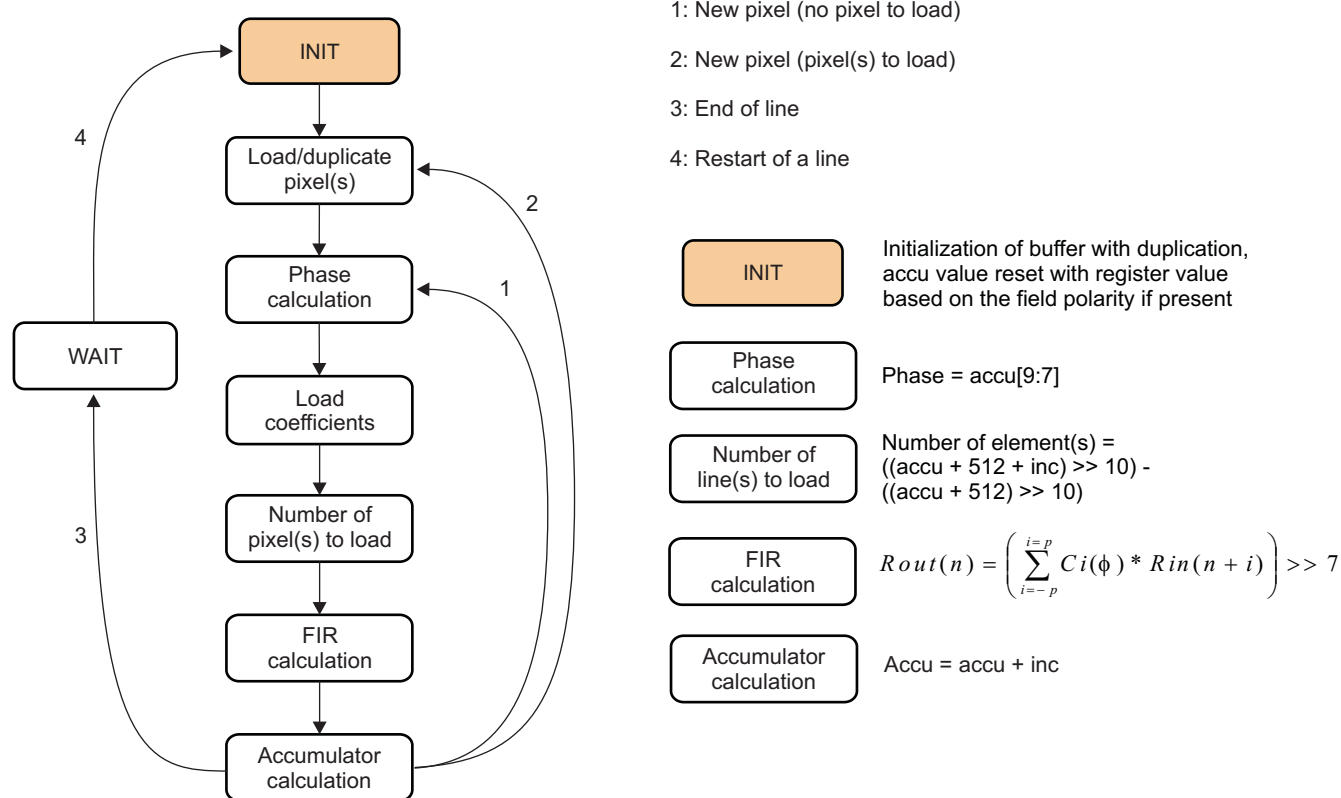 INIT
4
Load/duplicate
pixel(s)
2
Phase
calculation
1
WAIT
Load
coefficients
Number of
pixel(s) to load
3
FIR
calculation
Accumulator
calculation
1: New pixel (no pixel to load)
2: New pixel (pixel(s) to load)
3: End of line
4: Restart of a line
INIT
Initialization of buffer with duplication,
accu value reset with register value
based on the field polarity if present
Phase
calculation
Phase = accu[9:7]
Number of
line(s) to load
Number of element(s) =
((accu + 512 + inc) >> 10) -
((accu + 512) >> 10)
FIR
calculation
Rout(n) = ( ∑_{i=-p}^{i=p} Ci(ϕ) * Rin(n + i) ) >> 7
Accumulator
calculation
Accu = accu + inc